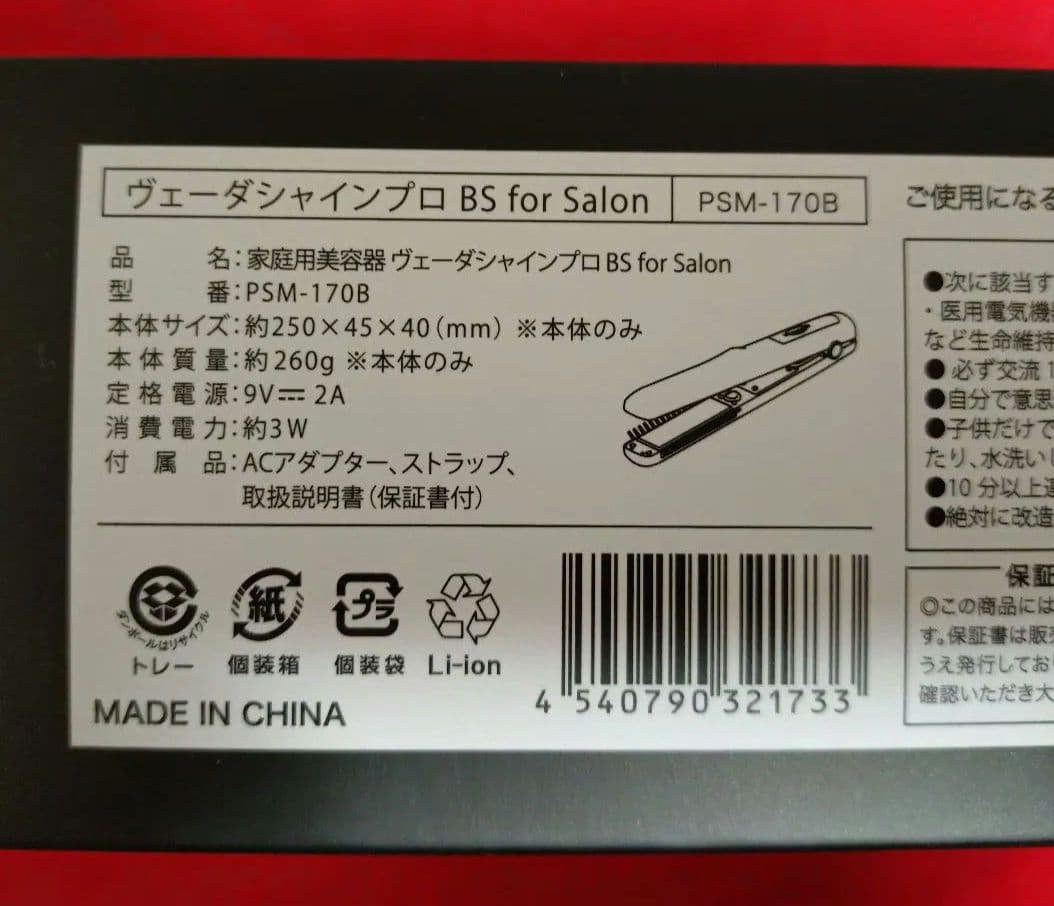 ヴェーダシャインプロ BS for Salon PSM-170B
品名：家庭用美容器 ヴェーダシャインプロ BS for Salon
型番：PSM-170B
本体サイズ：約250×45×40（mm）※本体のみ
本体質量：約260g ※本体のみ
定格電源：9V⎓ 2A
消費電力：約3W
付属品：ACアダプター、ストラップ、
取扱説明書（保証書付）
ダンボールはリサイクル
トレー
紙
個装箱
プラ
個装袋
Li-ion
MADE IN CHINA
4 540790 321733
ご使用になる
●次に該当す
・医用電気機
など生命維持
●必ず交流1
●自分で意思
●子供だけで
たり、水洗いし
●10分以上連
●絶対に改造
保証
◎この商品には
す。保証書は販
うえ発行してお
確認いただき大